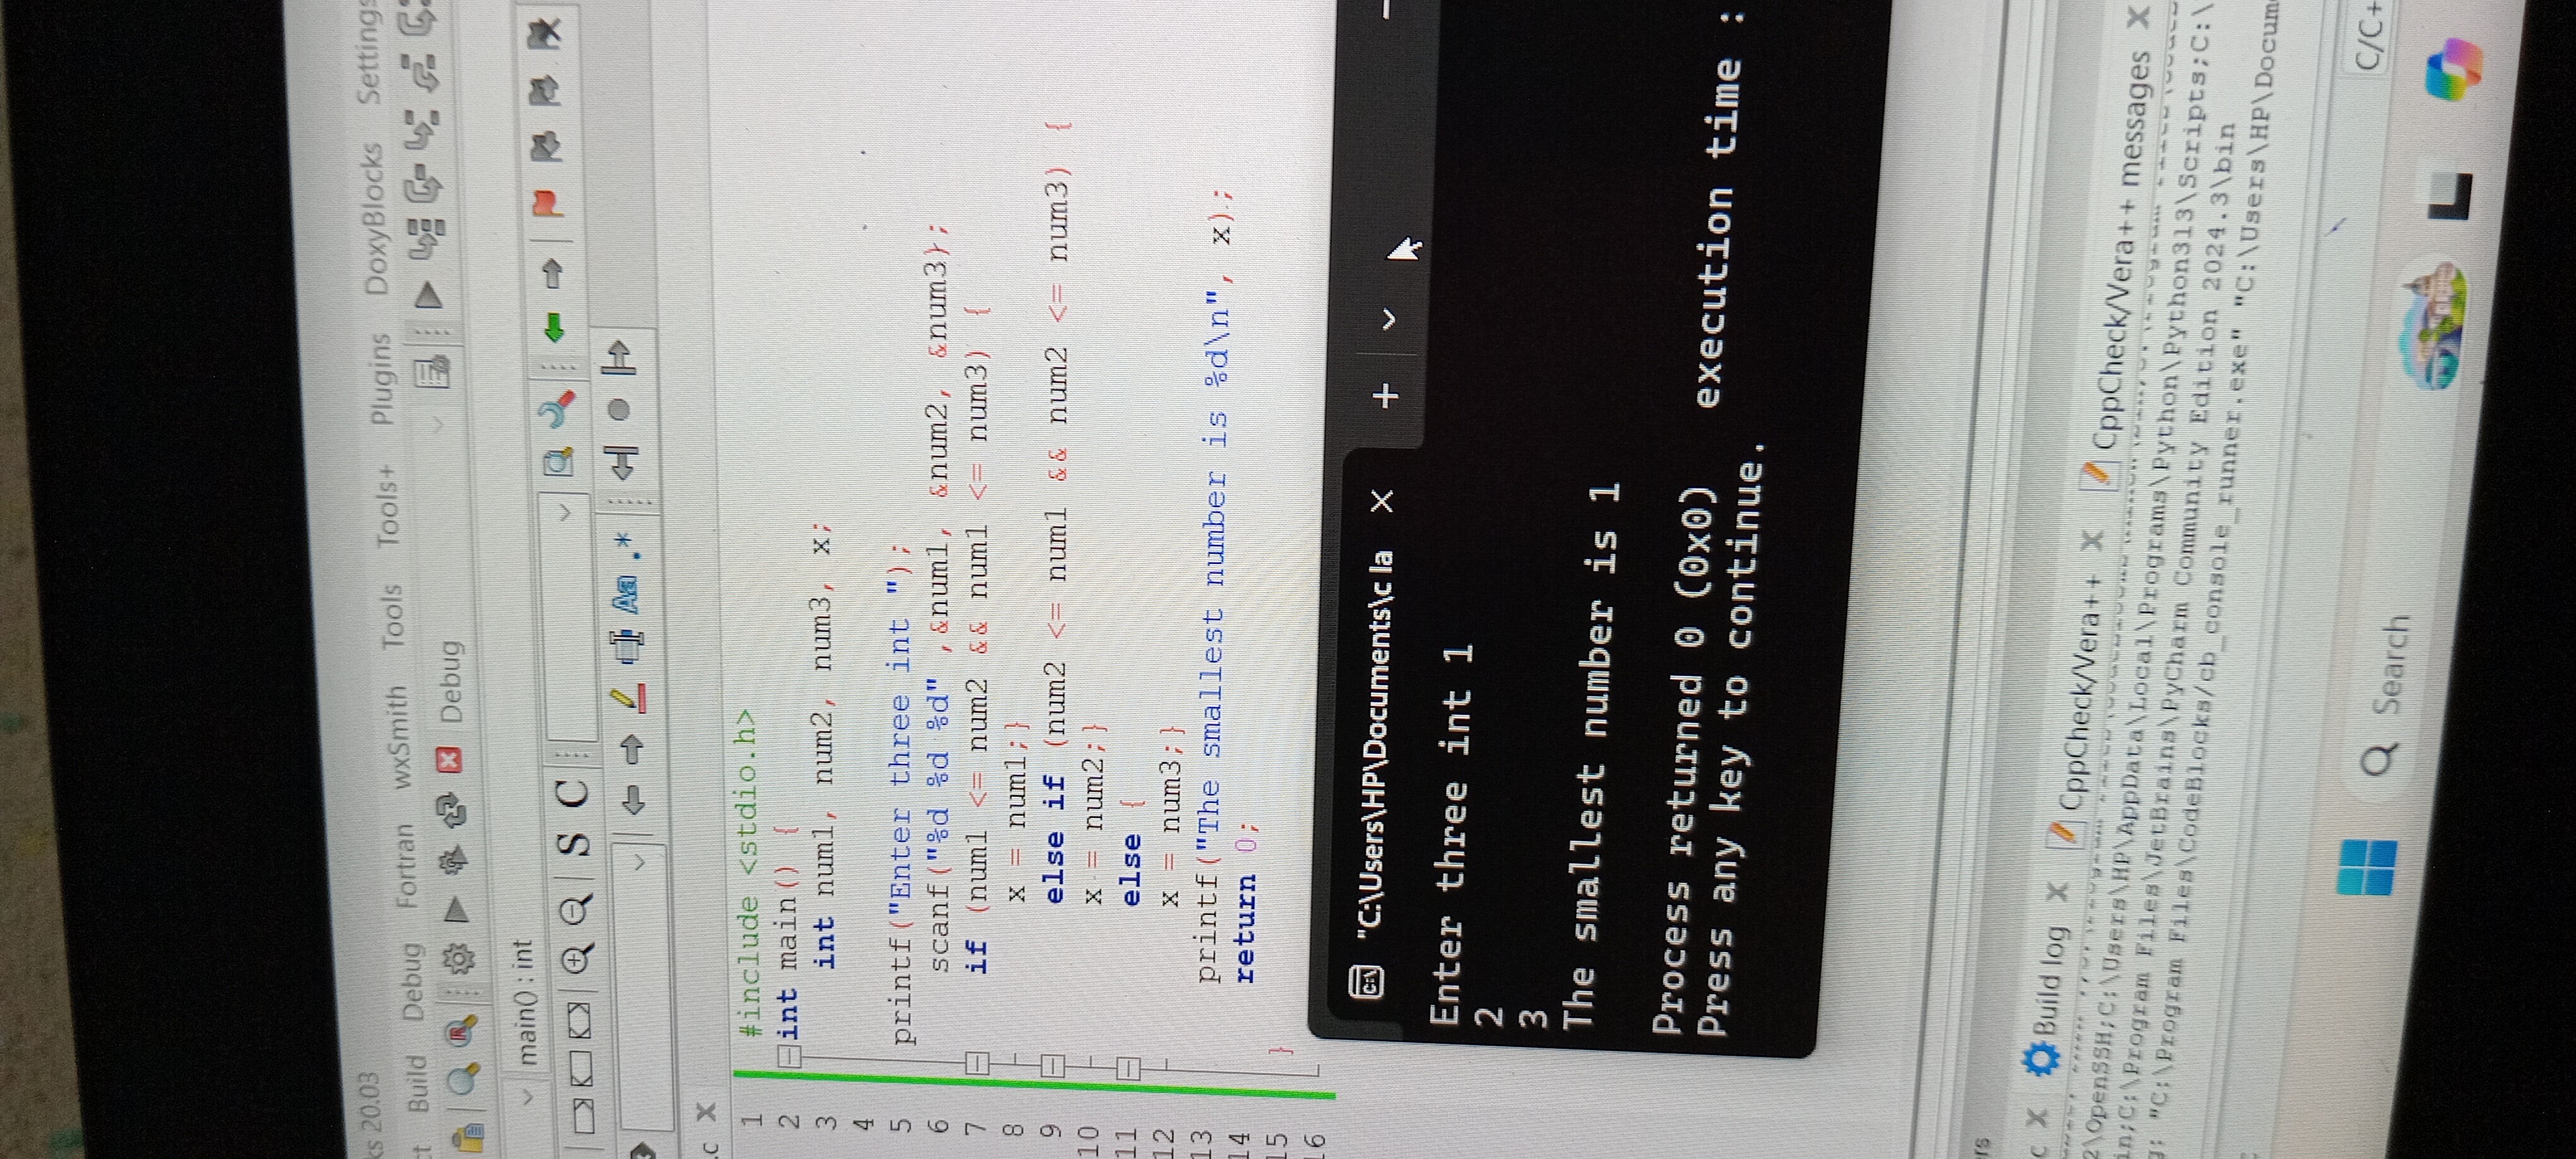 ks 20.03
ct Build Debug Fortran wxSmith Tools Tools+ Plugins DoxyBlocks Settings
Debug
main() : int
S C
Aa .*
.c X
1 #include <stdio.h>
2 int main() {
3 int num1, num2, num3, x;
4
5 printf("Enter three int ");
6 scanf("%d %d %d" ,&num1, &num2, &num3);
7 if (num1 <= num2 && num1 <= num3) {
8 x = num1;}
9 else if (num2 <= num1 && num2 <= num3) {
10 x = num2;}
11 else {
12 x = num3;}
13 printf("The smallest number is %d\n", x);
14 return 0;
15 }
16
"C:\Users\HP\Documents\c la
Enter three int 1
2
3
The smallest number is 1
Process returned 0 (0x0) execution time :
Press any key to continue.
rs
c X Build log X CppCheck/Vera++ X CppCheck/Vera++ messages X
2\OpenSSH;C:\Users\HP\AppData\Local\Programs\Python\Python313\Scripts;C:\
in;C:\Program Files\JetBrains\PyCharm Community Edition 2024.3\bin
g: "C:\Program Files\CodeBlocks/cb_console_runner.exe" "C:\Users\HP\Docum
C/C+
Search